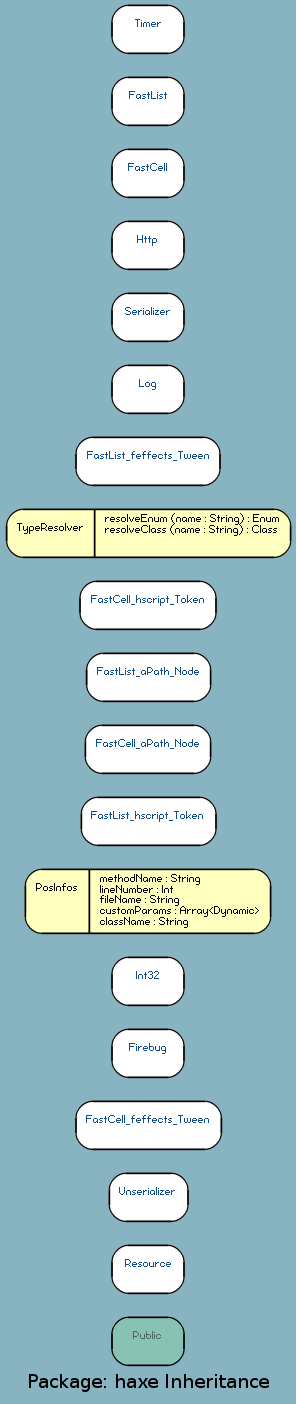 Timer
FastList
FastCell
Http
Serializer
Log
FastList_feffects_Tween
TypeResolver
resolveEnum (name : String) : Enum
resolveClass (name : String) : Class
FastCell_hscript_Token
FastList_aPath_Node
FastCell_aPath_Node
FastList_hscript_Token
PosInfos
methodName : String
lineNumber : Int
fileName : String
customParams : Array<Dynamic>
className : String
Int32
Firebug
FastCell_feffects_Tween
Unserializer
Resource
Public
Package: haxe Inheritance